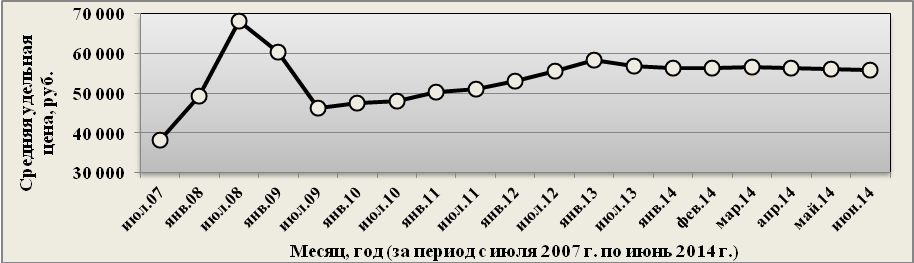 70 000
60 000
50 000
40 000
30 000
Средняя удельная
цена, руб.
июл.07
янв.08
июл.08
янв.09
июл.09
янв.10
июл.10
янв.11
июл.11
янв.12
июл.12
янв.13
июл.13
янв.14
фев.14
мар.14
апр.14
май.14
июн.14
Месяц, год (за период с июля 2007 г. по июнь 2014 г.)